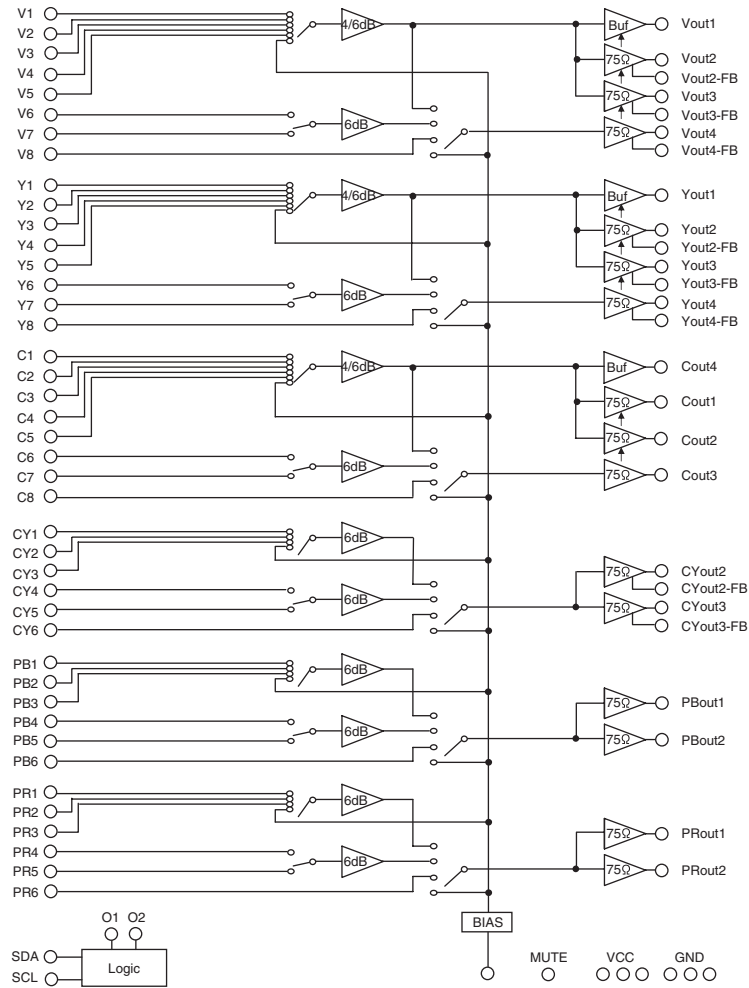 V1
V2
V3
V4
V5
V6
V7
V8
4/6dB
6dB
Buf
75Ω
75Ω
75Ω
Vout1
Vout2
Vout2-FB
Vout3
Vout3-FB
Vout4
Vout4-FB
Y1
Y2
Y3
Y4
Y5
Y6
Y7
Y8
4/6dB
6dB
Buf
75Ω
75Ω
75Ω
Yout1
Yout2
Yout2-FB
Yout3
Yout3-FB
Yout4
Yout4-FB
C1
C2
C3
C4
C5
C6
C7
C8
4/6dB
6dB
Buf
75Ω
75Ω
75Ω
Cout4
Cout1
Cout2
Cout3
CY1
CY2
CY3
CY4
CY5
CY6
6dB
6dB
75Ω
75Ω
CYout2
CYout2-FB
CYout3
CYout3-FB
PB1
PB2
PB3
PB4
PB5
PB6
6dB
6dB
75Ω
75Ω
PBout1
PBout2
PR1
PR2
PR3
PR4
PR5
PR6
6dB
6dB
75Ω
75Ω
PRout1
PRout2
O1 O2
SDA
SCL
Logic
BIAS
MUTE VCC GND